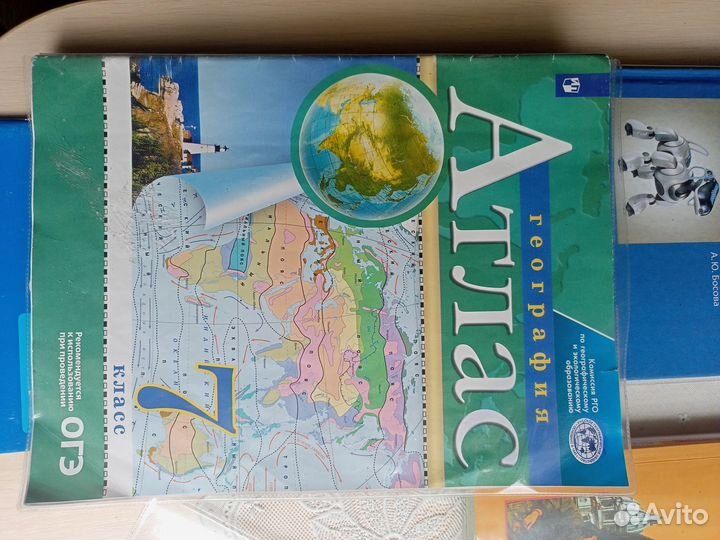 Атлас
география
Комиссия РГО
по географическому
и экологическому
образованию
7
класс
Рекомендуется
к использованию
при проведении
ОГЭ
А. Ю. Босова
Avito